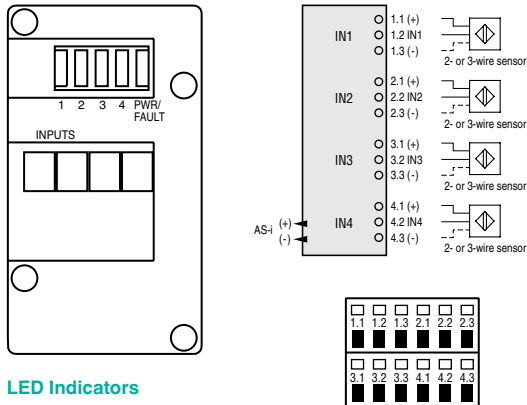 1 2 3 4 PWR/
FAULT
INPUTS
LED Indicators
IN1
1.1 (+)
1.2 IN1
1.3 (-)
2- or 3-wire sensor
IN2
2.1 (+)
2.2 IN2
2.3 (-)
2- or 3-wire sensor
IN3
3.1 (+)
3.2 IN3
3.3 (-)
2- or 3-wire sensor
AS-i (+)
(-)
IN4
4.1 (+)
4.2 IN4
4.3 (-)
2- or 3-wire sensor
1.1 1.2 1.3 2.1 2.2 2.3
3.1 3.2 3.3 4.1 4.2 4.3